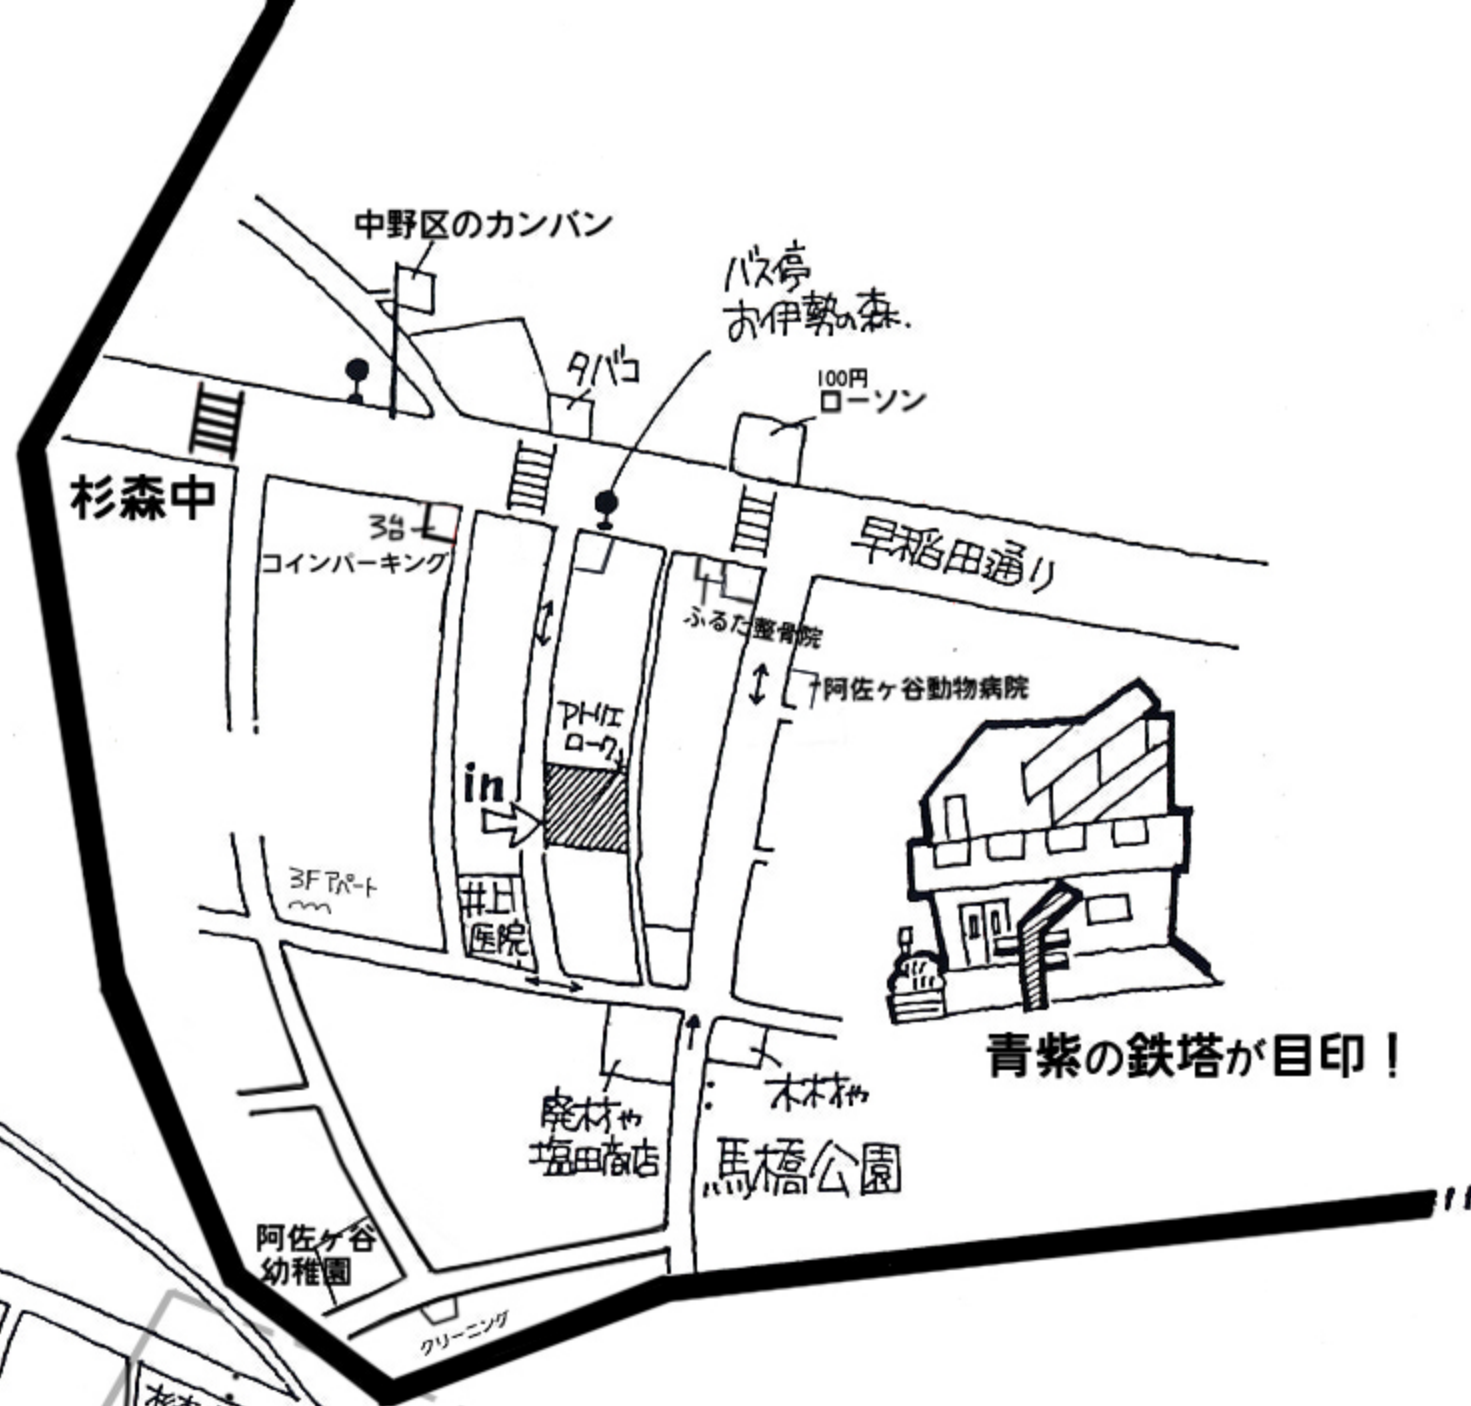 中野区のカンバン
バス停
お伊勢の森.
タバコ
100円
ローソン
杉森中
3台
コインパーキング
早稲田通り
ふるた整骨院
阿佐ヶ谷動物病院
アトリエ
ローク
in
3Fアパート
井上
医院
青紫の鉄塔が目印！
廃材や
塩田商店
木材や
馬橋公園
阿佐ヶ谷
幼稚園
クリーニング